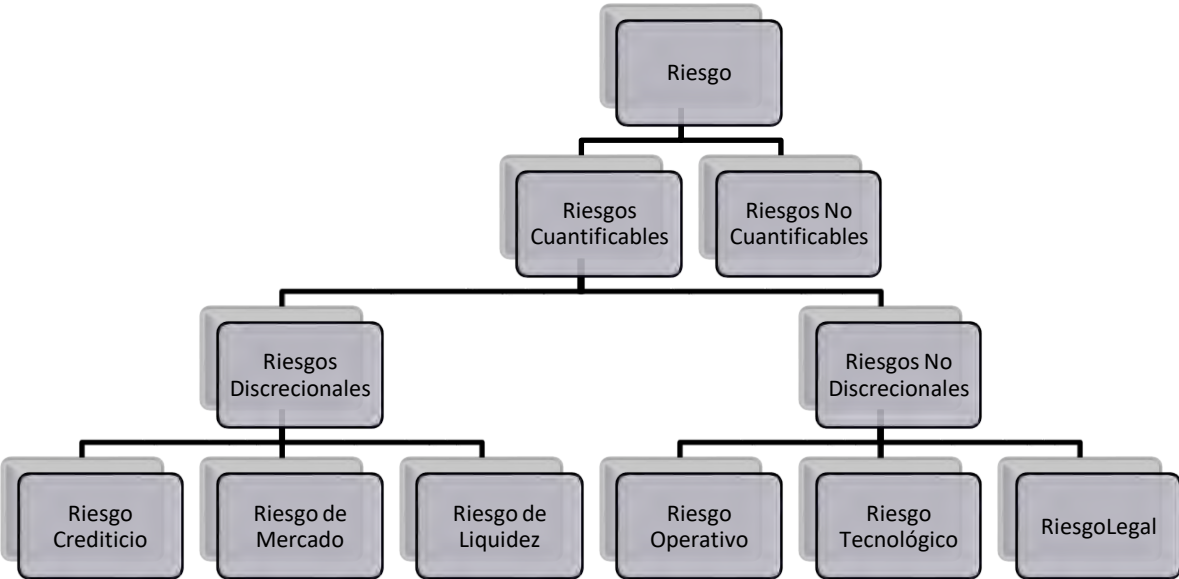 Riesgo
Riesgos
Cuantificables
Riesgos No
Cuantificables
Riesgos
Discrecionales
Riesgos No
Discrecionales
Riesgo
Crediticio
Riesgo de
Mercado
Riesgo de
Liquidez
Riesgo
Operativo
Riesgo
Tecnológico
RiesgoLegal